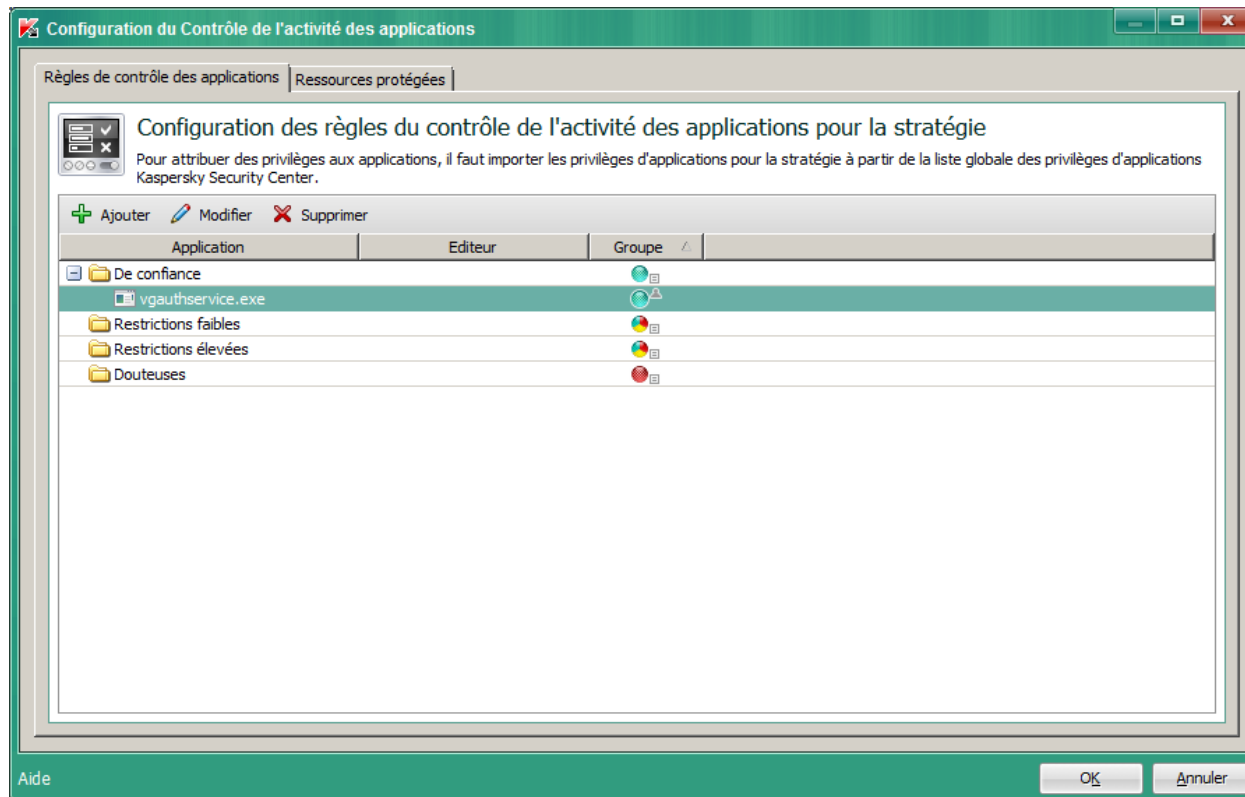 Configuration du Contrôle de l'activité des applications
Règles de contrôle des applications
Ressources protégées
Configuration des règles du contrôle de l'activité des applications pour la stratégie
Pour attribuer des privilèges aux applications, il faut importer les privilèges d'applications pour la stratégie à partir de la liste globale des privilèges d'applications
Kaspersky Security Center.
Ajouter Modifier Supprimer
Application Editeur Groupe
De confiance
vgauthservice.exe
Restrictions faibles
Restrictions élevées
Douteuses
Aide OK Annuler